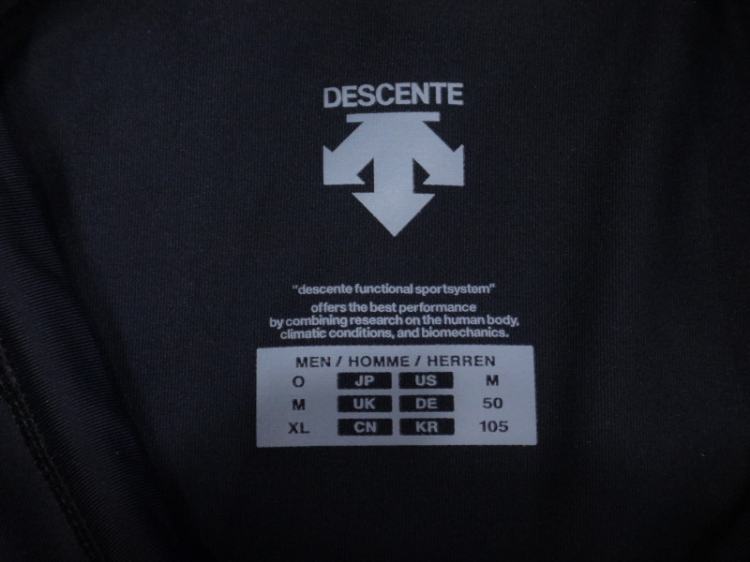 DESCENTE
"descente functional sportsystem"
offers the best performance
by combining research on the human body,
climatic conditions, and biomechanics.
MEN / HOMME / HERREN
O JP US M
M UK DE 50
XL CN KR 105